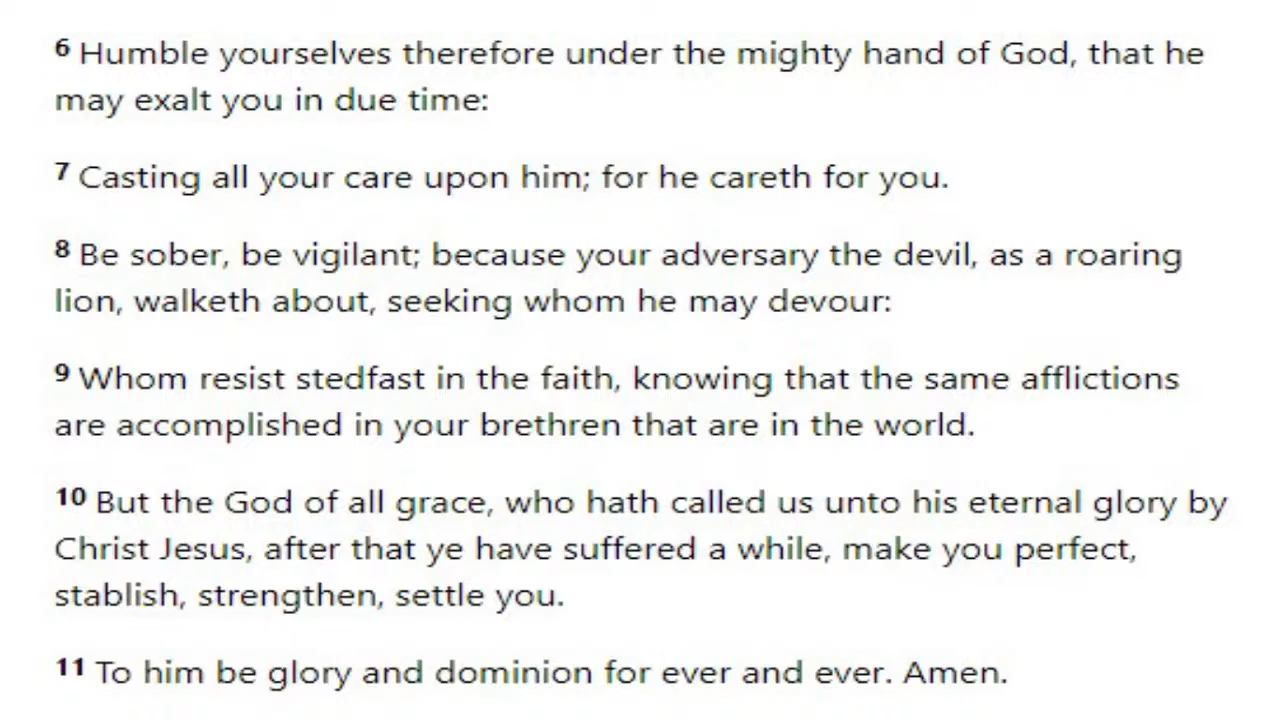 6 Humble yourselves therefore under the mighty hand of God, that he
may exalt you in due time:
7 Casting all your care upon him; for he careth for you.
8 Be sober, be vigilant; because your adversary the devil, as a roaring
lion, walketh about, seeking whom he may devour:
9 Whom resist stedfast in the faith, knowing that the same afflictions
are accomplished in your brethren that are in the world.
10 But the God of all grace, who hath called us unto his eternal glory by
Christ Jesus, after that ye have suffered a while, make you perfect,
stablish, strengthen, settle you.
11 To him be glory and dominion for ever and ever. Amen.